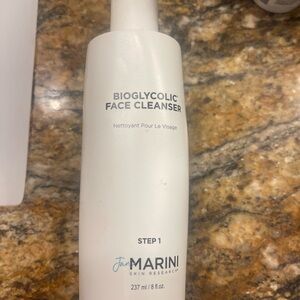 BIOGLYCOLIC
FACE CLEANSER
Nettoyant Pour Le Visage
STEP 1
Jan MARINI
SKIN RESEARCH
237 ml / 8 fl oz.